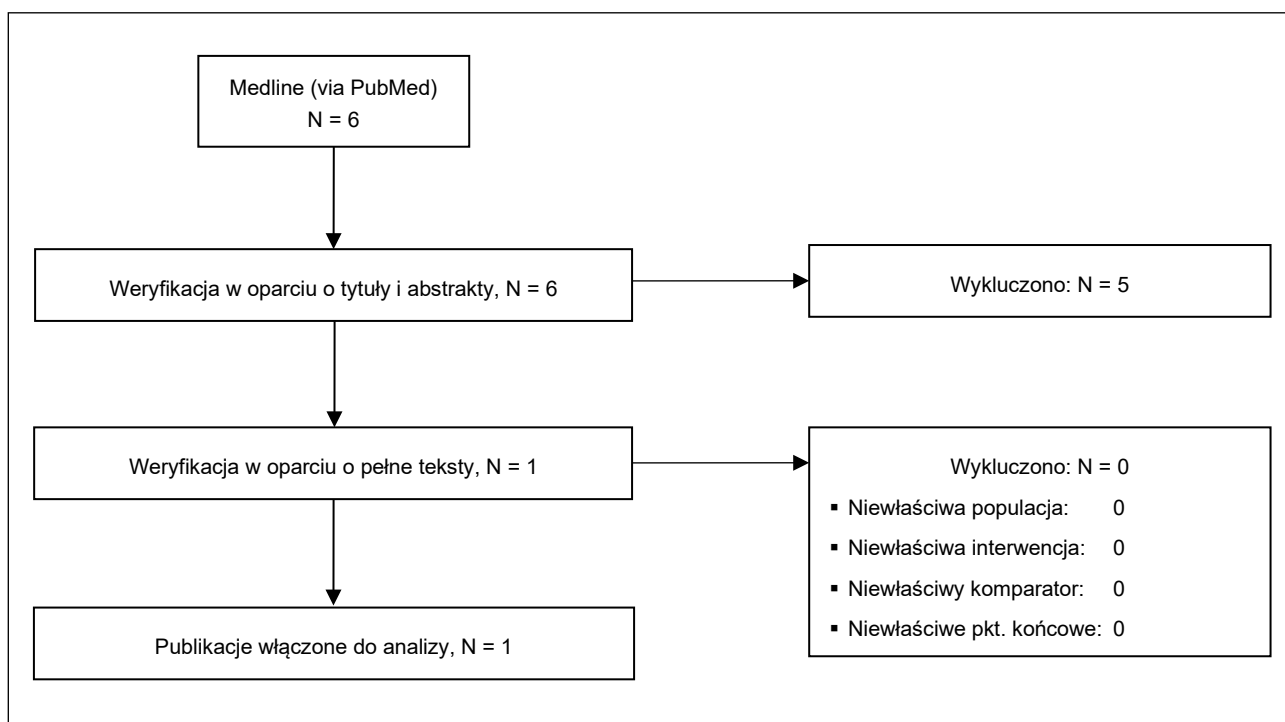 Medline (via PubMed)
N = 6
Weryfikacja w oparciu o tytuły i abstrakty, N = 6
Wykluczono: N = 5
Weryfikacja w oparciu o pełne teksty, N = 1
Wykluczono: N = 0
▪ Niewłaściwa populacja: 0
▪ Niewłaściwa interwencja: 0
▪ Niewłaściwy komparator: 0
▪ Niewłaściwe pkt. końcowe: 0
Publikacje włączone do analizy, N = 1